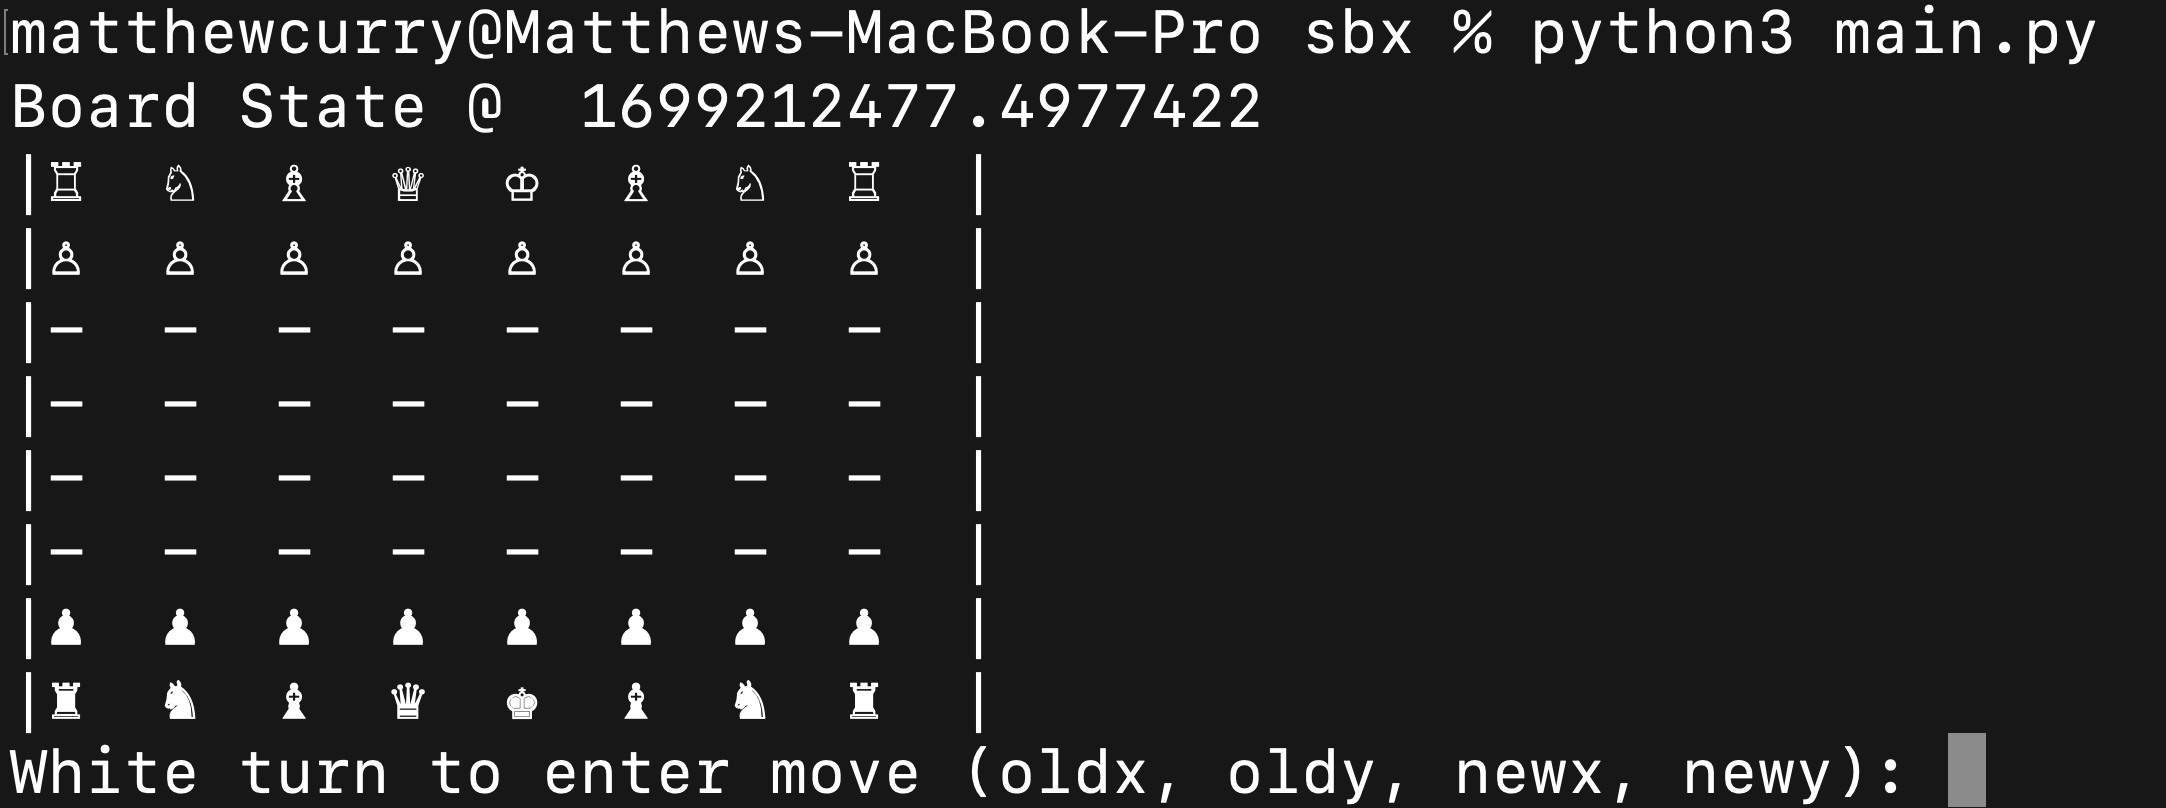 matthewcurry@Matthews-MacBook-Pro sbx % python3 main.py
Board State @  1699212477.4977422
|♖  ♘  ♗  ♕  ♔  ♗  ♘  ♖  |
|♙  ♙  ♙  ♙  ♙  ♙  ♙  ♙  |
|—  —  —  —  —  —  —  —  |
|—  —  —  —  —  —  —  —  |
|—  —  —  —  —  —  —  —  |
|—  —  —  —  —  —  —  —  |
|♟  ♟  ♟  ♟  ♟  ♟  ♟  ♟  |
|♜  ♞  ♝  ♛  ♚  ♝  ♞  ♜  |
White turn to enter move (oldx, oldy, newx, newy):